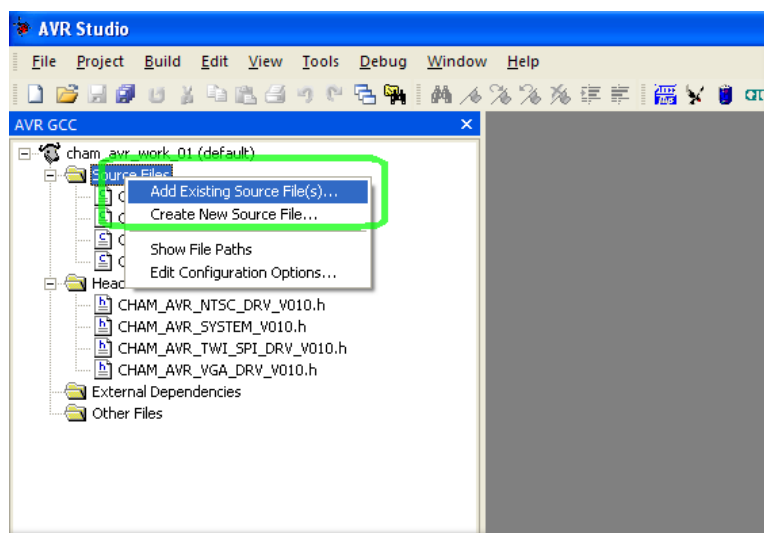 AVR Studio
File Project Build Edit View Tools Debug Window Help
AVR GCC
cham_avr_work_01 (default)
Source Files
Add Existing Source File(s)...
Create New Source File...
Show File Paths
Edit Configuration Options...
Head
CHAM_AVR_NTSC_DRV_V010.h
CHAM_AVR_SYSTEM_V010.h
CHAM_AVR_TWI_SPI_DRV_V010.h
CHAM_AVR_VGA_DRV_V010.h
External Dependencies
Other Files